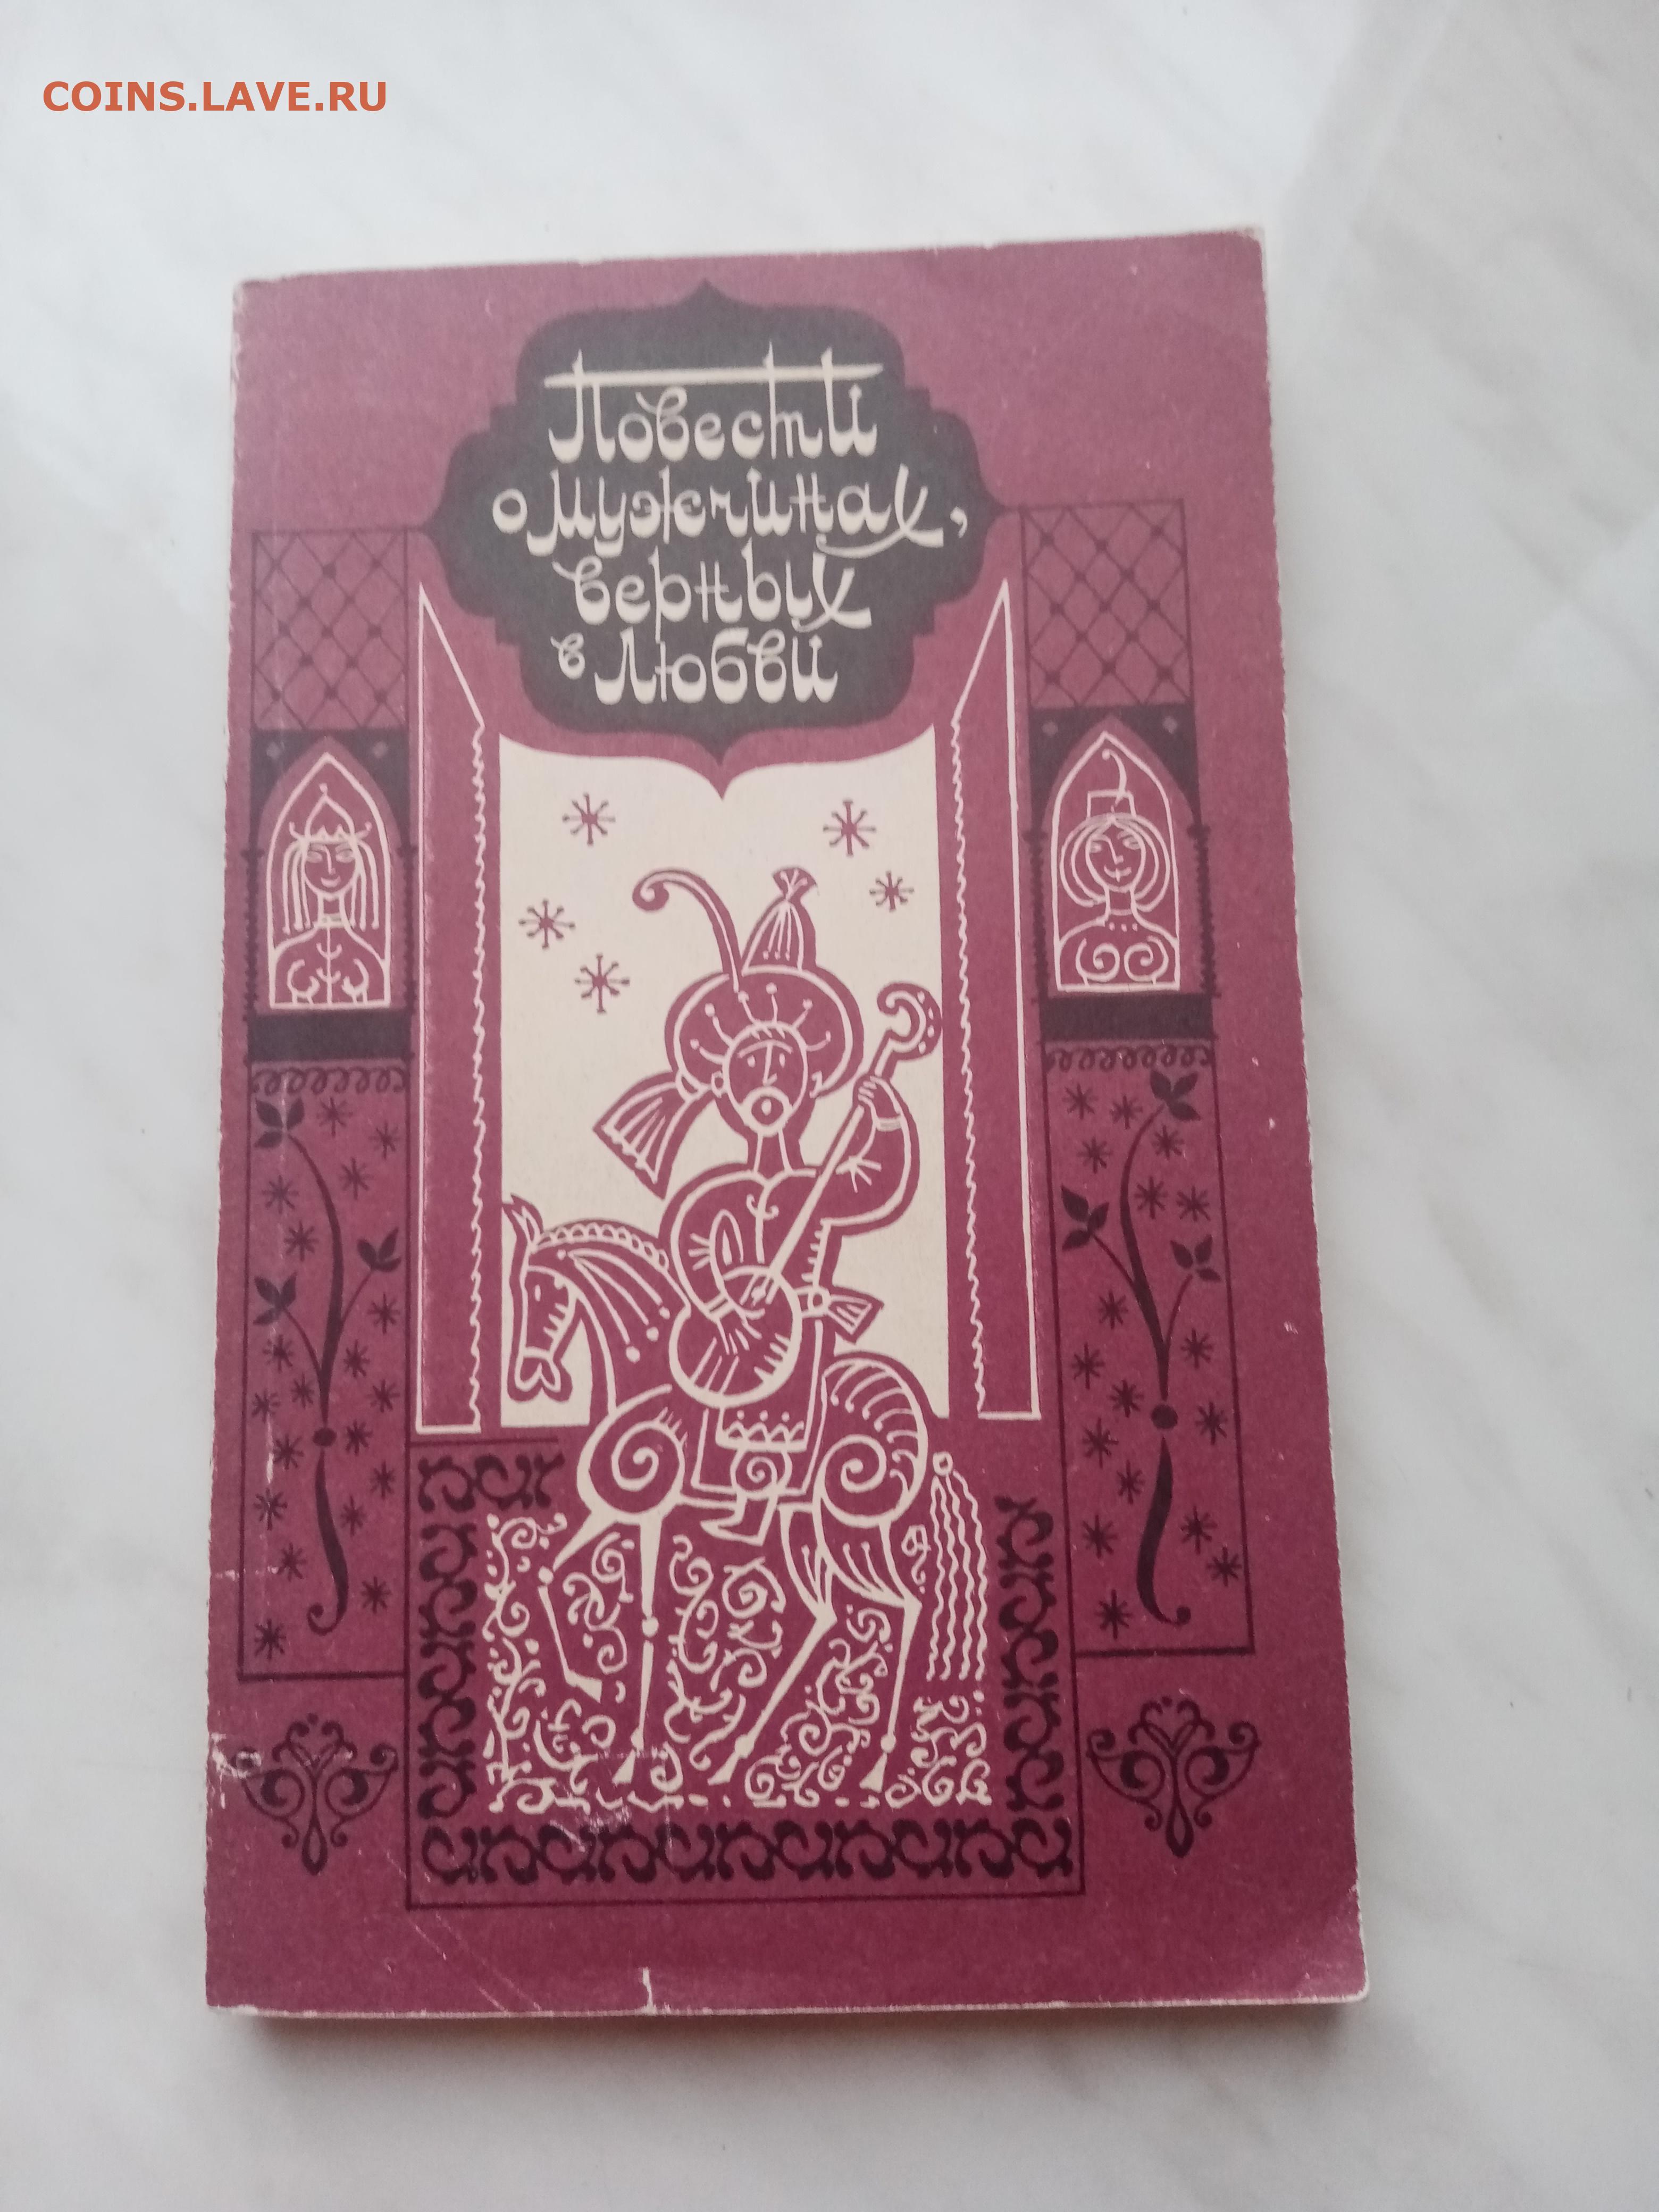 COINS.LAVE.RU
Повести
о мужчинах,
верных
в любви